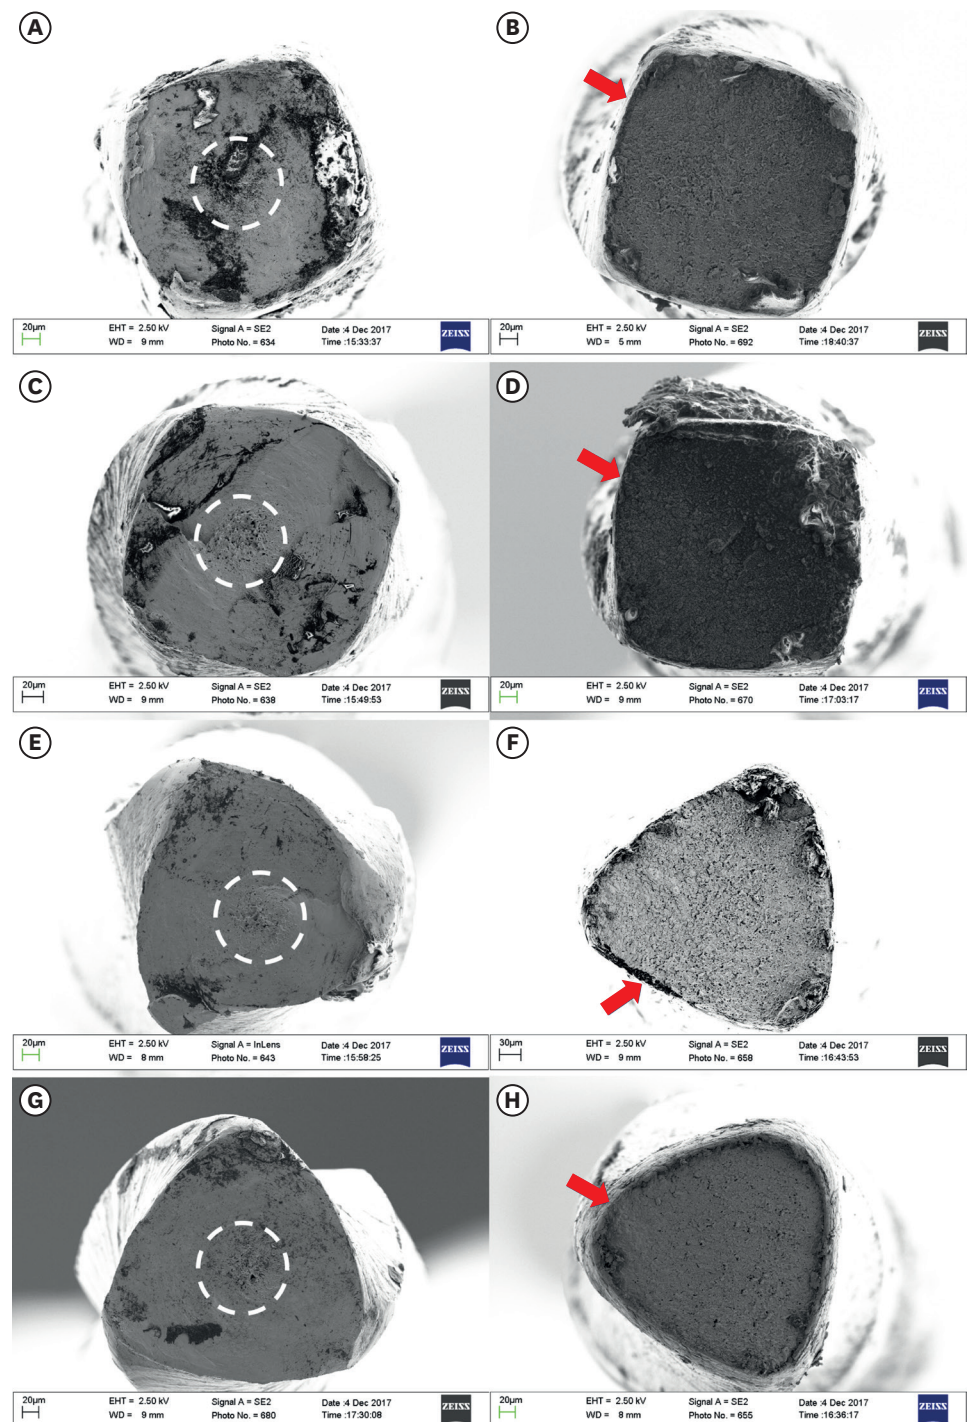 A
B
20μm
EHT = 2.50 kV
WD = 9 mm
Signal A = SE2
Photo No. = 634
Date :4 Dec 2017
Time :15:33:37
ZEISS
20μm
EHT = 2.50 kV
WD = 5 mm
Signal A = SE2
Photo No. = 692
Date :4 Dec 2017
Time :18:40:37
ZEISS
C
D
20μm
EHT = 2.50 kV
WD = 9 mm
Signal A = SE2
Photo No. = 638
Date :4 Dec 2017
Time :15:49:53
ZEISS
20μm
EHT = 2.50 kV
WD = 9 mm
Signal A = SE2
Photo No. = 670
Date :4 Dec 2017
Time :17:03:17
ZEISS
E
F
20μm
EHT = 2.50 kV
WD = 8 mm
Signal A = InLens
Photo No. = 643
Date :4 Dec 2017
Time :15:58:25
ZEISS
30μm
EHT = 2.50 kV
WD = 9 mm
Signal A = SE2
Photo No. = 658
Date :4 Dec 2017
Time :16:43:53
ZEISS
G
H
20μm
EHT = 2.50 kV
WD = 9 mm
Signal A = SE2
Photo No. = 680
Date :4 Dec 2017
Time :17:30:08
ZEISS
20μm
EHT = 2.50 kV
WD = 8 mm
Signal A = SE2
Photo No. = 655
Date :4 Dec 2017
Time :16:39:17
ZEISS